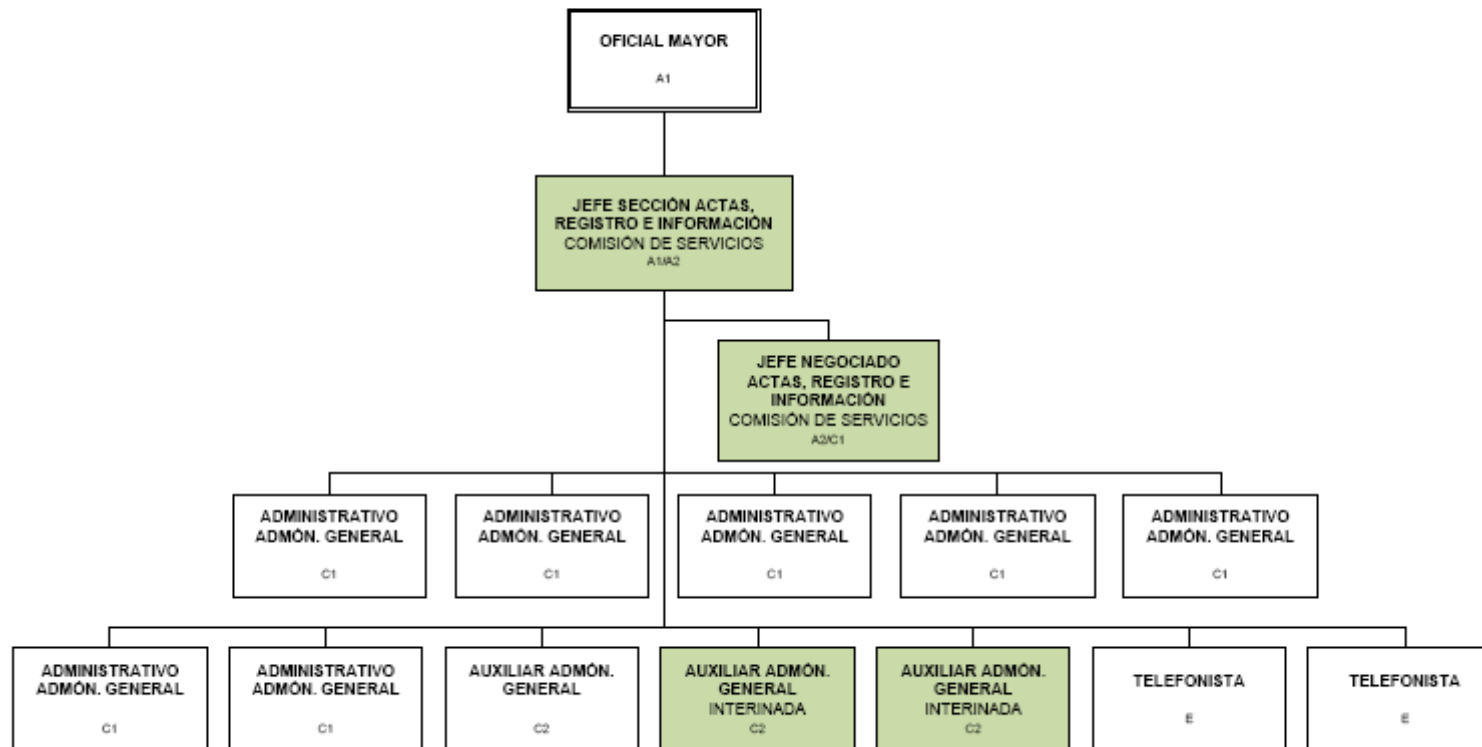 OFICIAL MAYOR
A1
JEFE SECCIÓN ACTAS,
REGISTRO E INFORMACIÓN
COMISIÓN DE SERVICIOS
A1/A2
JEFE NEGOCIADO
ACTAS, REGISTRO E
INFORMACIÓN
COMISIÓN DE SERVICIOS
A2/C1
ADMINISTRATIVO
ADMÓN. GENERAL
C1
ADMINISTRATIVO
ADMÓN. GENERAL
C1
ADMINISTRATIVO
ADMÓN. GENERAL
C1
ADMINISTRATIVO
ADMÓN. GENERAL
C1
ADMINISTRATIVO
ADMÓN. GENERAL
C1
ADMINISTRATIVO
ADMÓN. GENERAL
C1
ADMINISTRATIVO
ADMÓN. GENERAL
C1
AUXILIAR ADMÓN.
GENERAL
C2
AUXILIAR ADMÓN.
GENERAL
INTERINADA
C2
AUXILIAR ADMÓN.
GENERAL
INTERINADA
C2
TELEFONISTA
E
TELEFONISTA
E